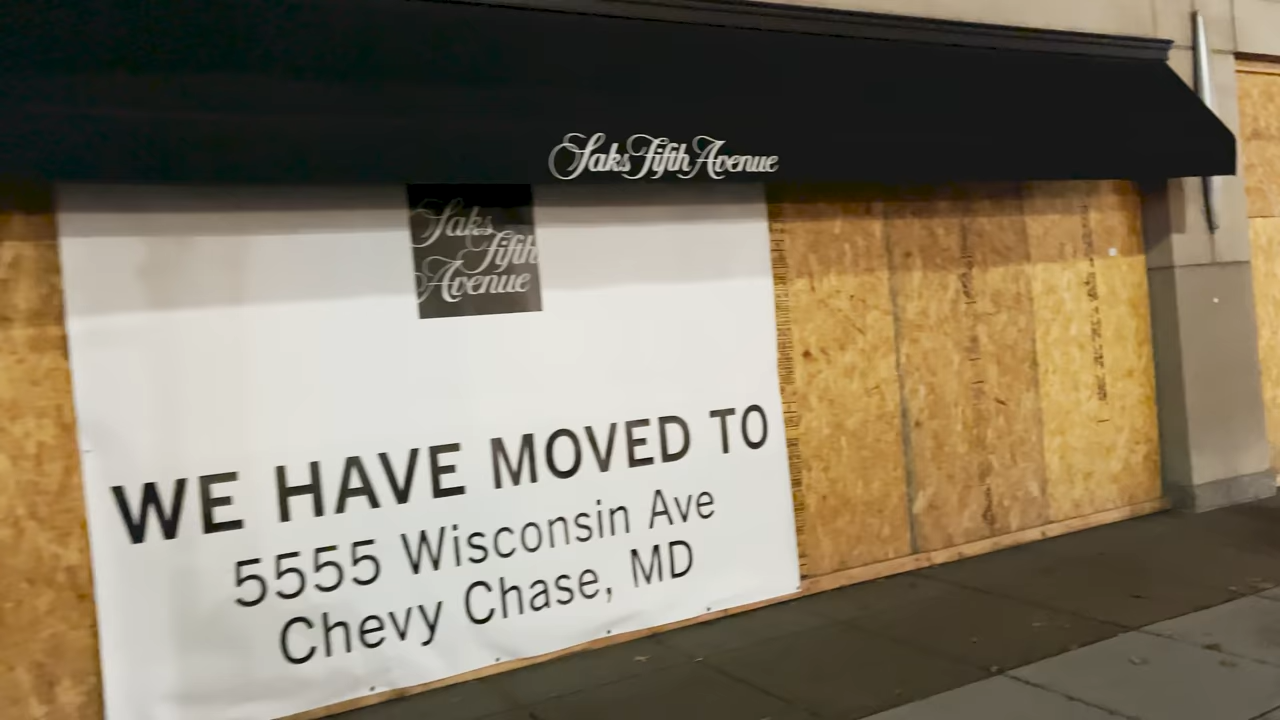 Saks Fifth Avenue
Saks
Fifth
Avenue
WE HAVE MOVED TO
5555 Wisconsin Ave
Chevy Chase, MD